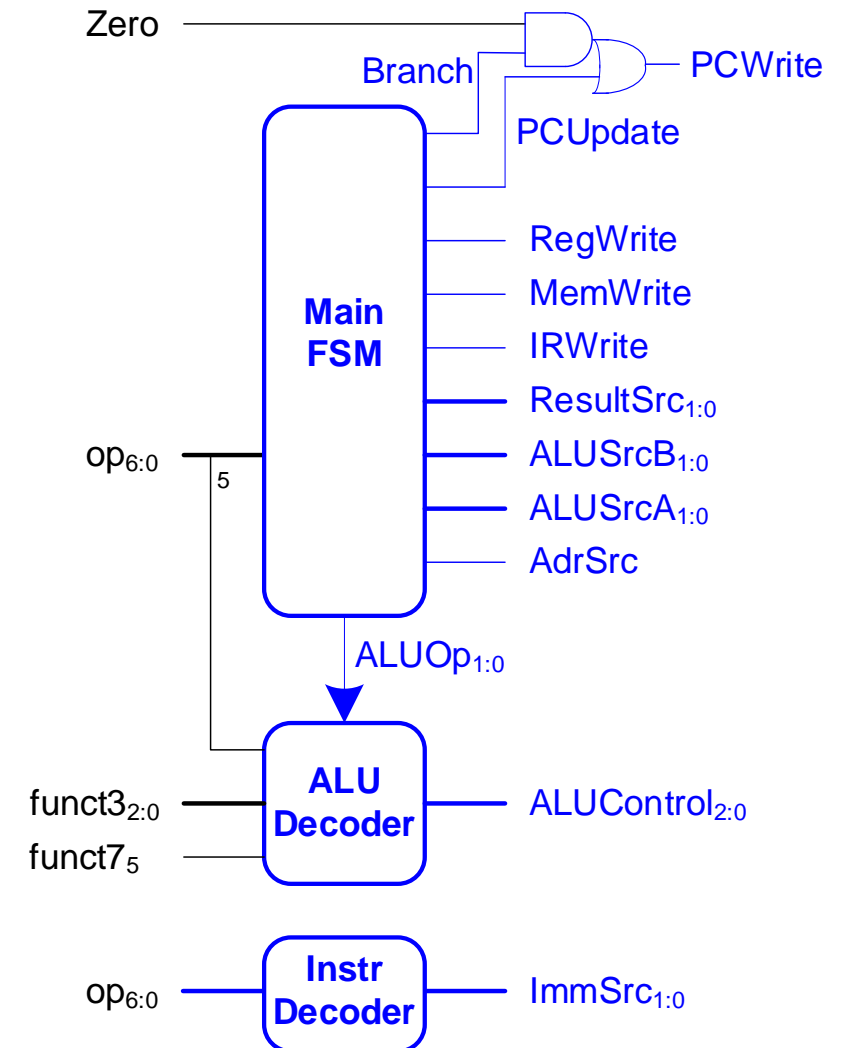 Zero
Branch
PCWrite
PCUpdate
RegWrite
MemWrite
Main
FSM
IRWrite
ResultSrc1:0
op6:0
5
ALUSrcB1:0
ALUSrcA1:0
AdrSrc
ALUOp1:0
ALU
Decoder
funct32:0
ALUControl2:0
funct75
Instr
Decoder
op6:0
ImmSrc1:0